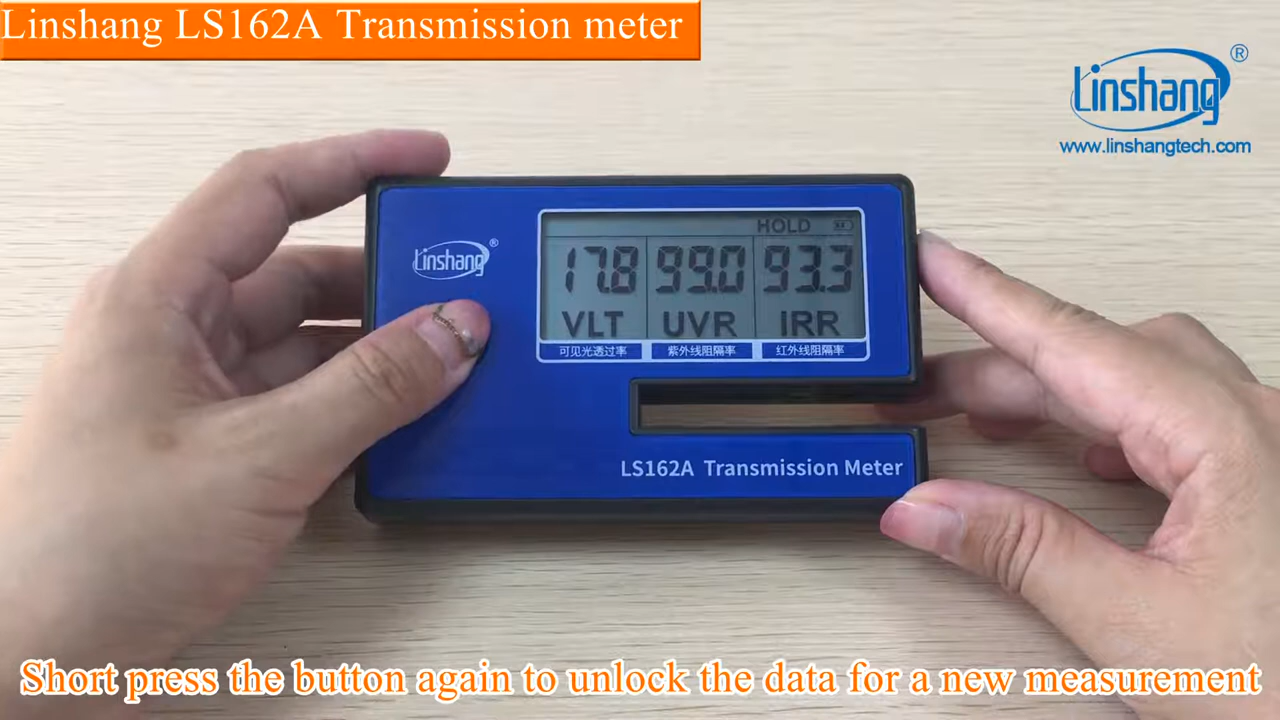 Linshang LS162A Transmission meter
Linshang®
www.linshangtech.com
Linshang®
HOLD
17.8 99.0 93.3
VLT UVR IRR
可见光透过率 紫外线阻隔率 红外线阻隔率
LS162A Transmission Meter
Short press the button again to unlock the data for a new measurement